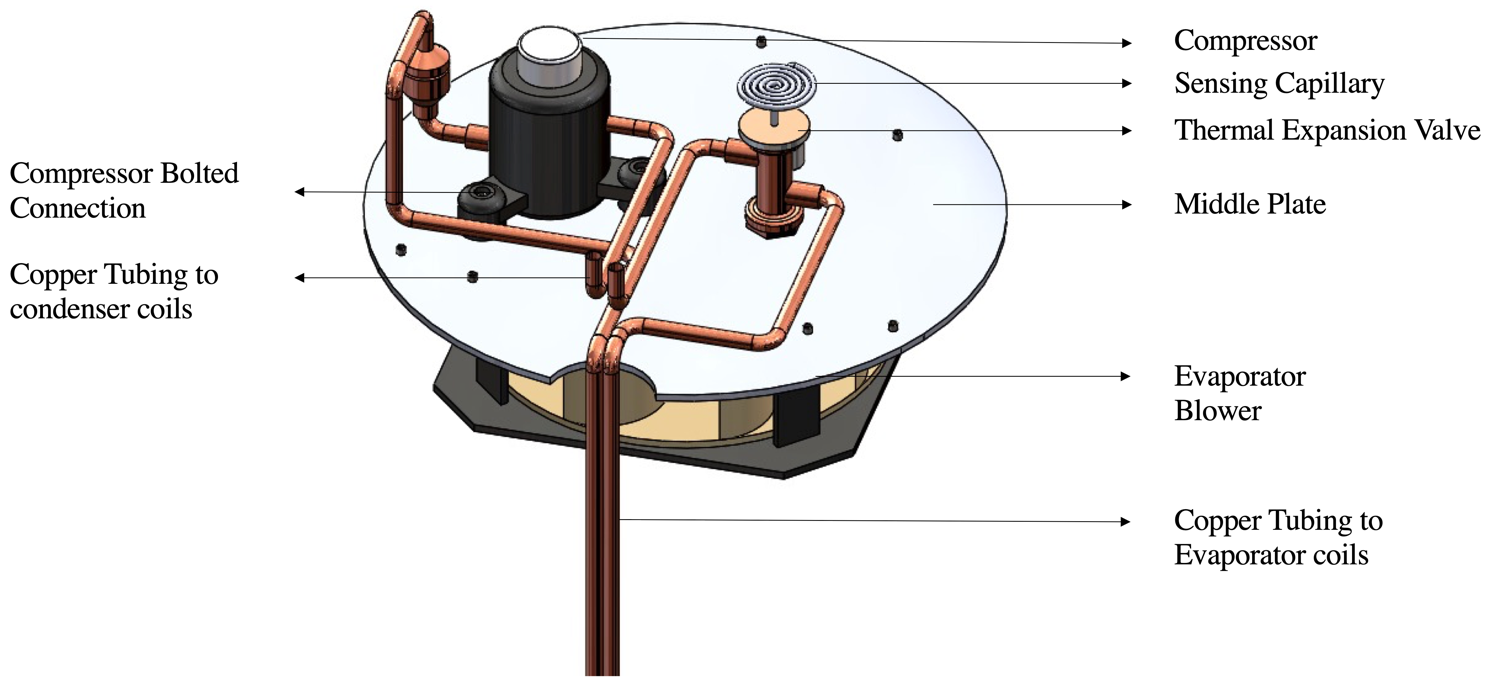 Compressor
Sensing Capillary
Thermal Expansion Valve
Compressor Bolted
Connection
Middle Plate
Copper Tubing to
condenser coils
Evaporator
Blower
Copper Tubing to
Evaporator coils